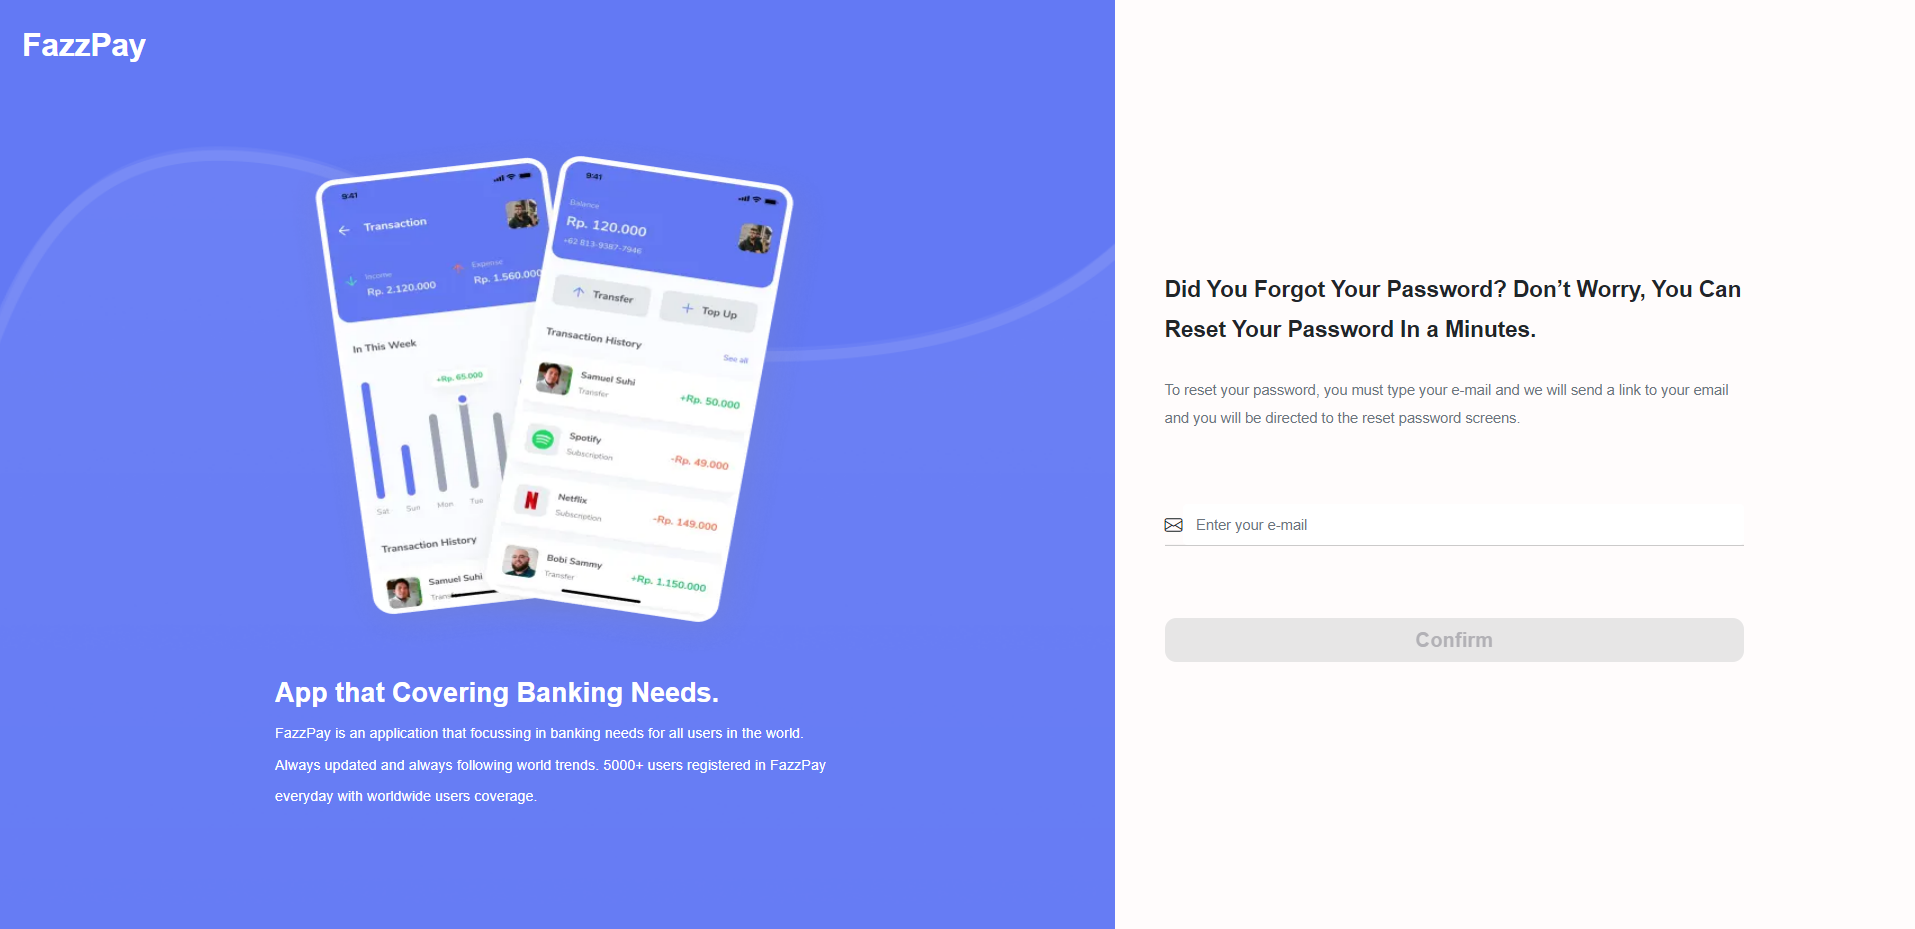 FazzPay
9:41
Transaction
Income
Rp. 2.120.000
Expense
Rp. 1.560.000
In This Week
+Rp. 65.000
Sat
Sun
Mon
Tue
Transaction History
Samuel Suhi
9:41
Balance
Rp. 120.000
+62 813-9387-7946
Transfer
Top Up
Transaction History
See all
Samuel Suhi
Transfer
+Rp. 50.000
Spotify
Subscription
-Rp. 49.000
Netflix
Subscription
-Rp. 149.000
Bobi Sammy
Transfer
+Rp. 1.150.000
App that Covering Banking Needs.
FazzPay is an application that focussing in banking needs for all users in the world.
Always updated and always following world trends. 5000+ users registered in FazzPay
everyday with worldwide users coverage.
Did You Forgot Your Password? Don’t Worry, You Can
Reset Your Password In a Minutes.
To reset your password, you must type your e-mail and we will send a link to your email
and you will be directed to the reset password screens.
Enter your e-mail
Confirm